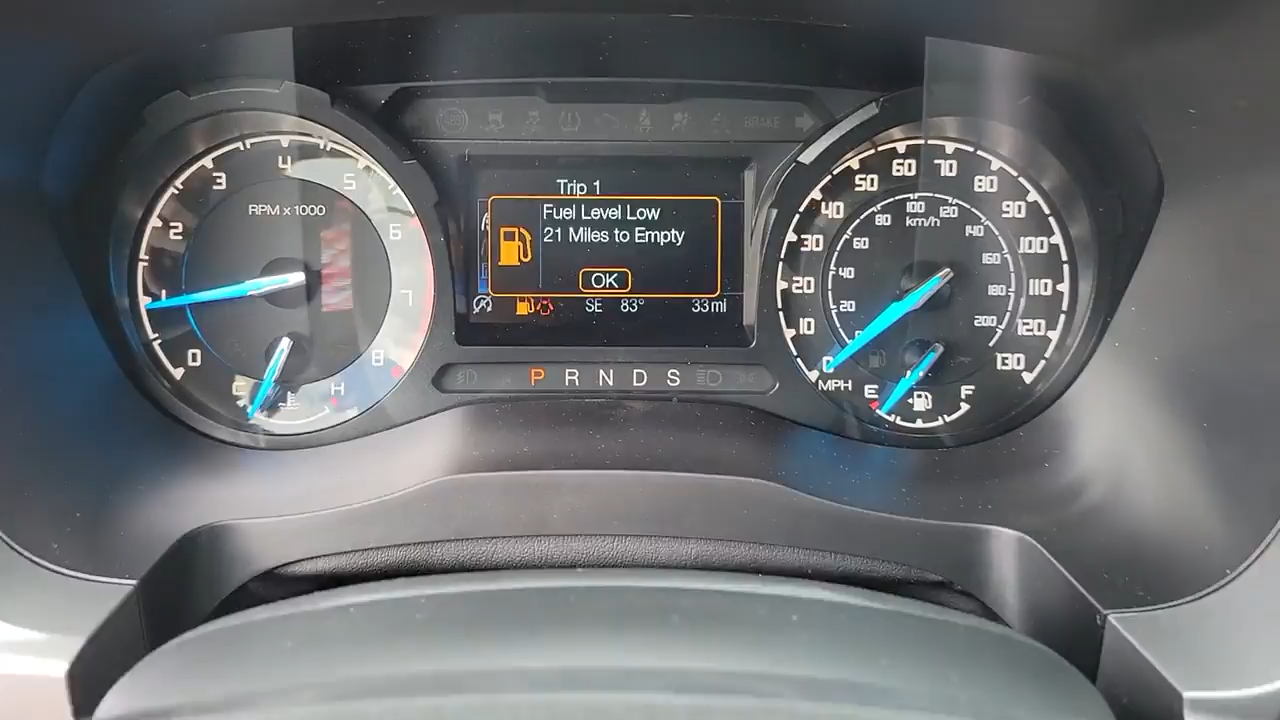 Trip 1
Fuel Level Low
21 Miles to Empty
OK
SE 83° 33mi
P R N D S
BRAKE
RPM x 1000
0 1 2 3 4 5 6 7 8
C H
0 10 20 30 40 50 60 70 80 90 100 110 120 130
MPH
20 40 60 80 100 120 140 160 180 200
km/h
E F